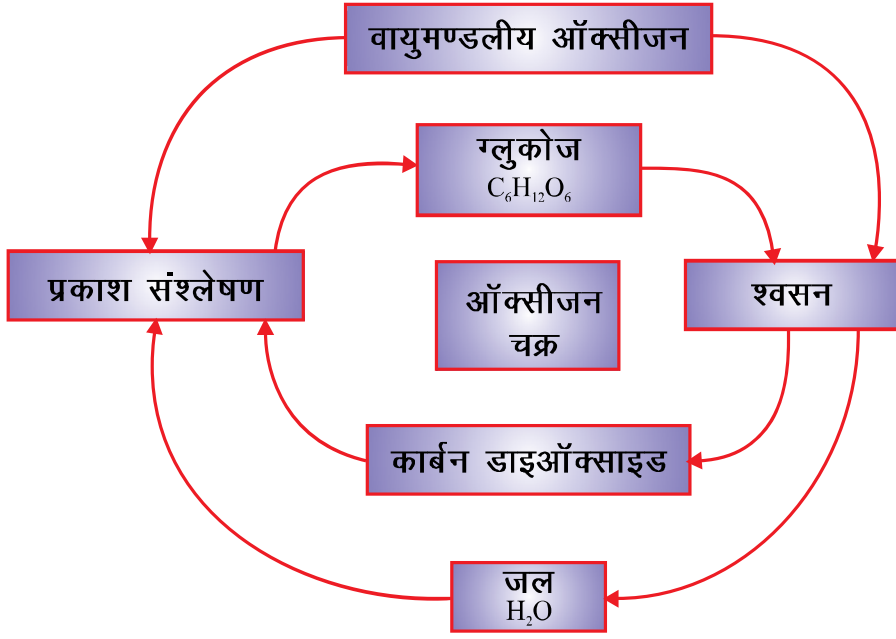 वायुमण्डलीय ऑक्सीजन
ग्लुकोज
C₆H₁₂O₆
प्रकाश संश्लेषण
ऑक्सीजन
चक्र
श्वसन
कार्बन डाइऑक्साइड
जल
H₂O